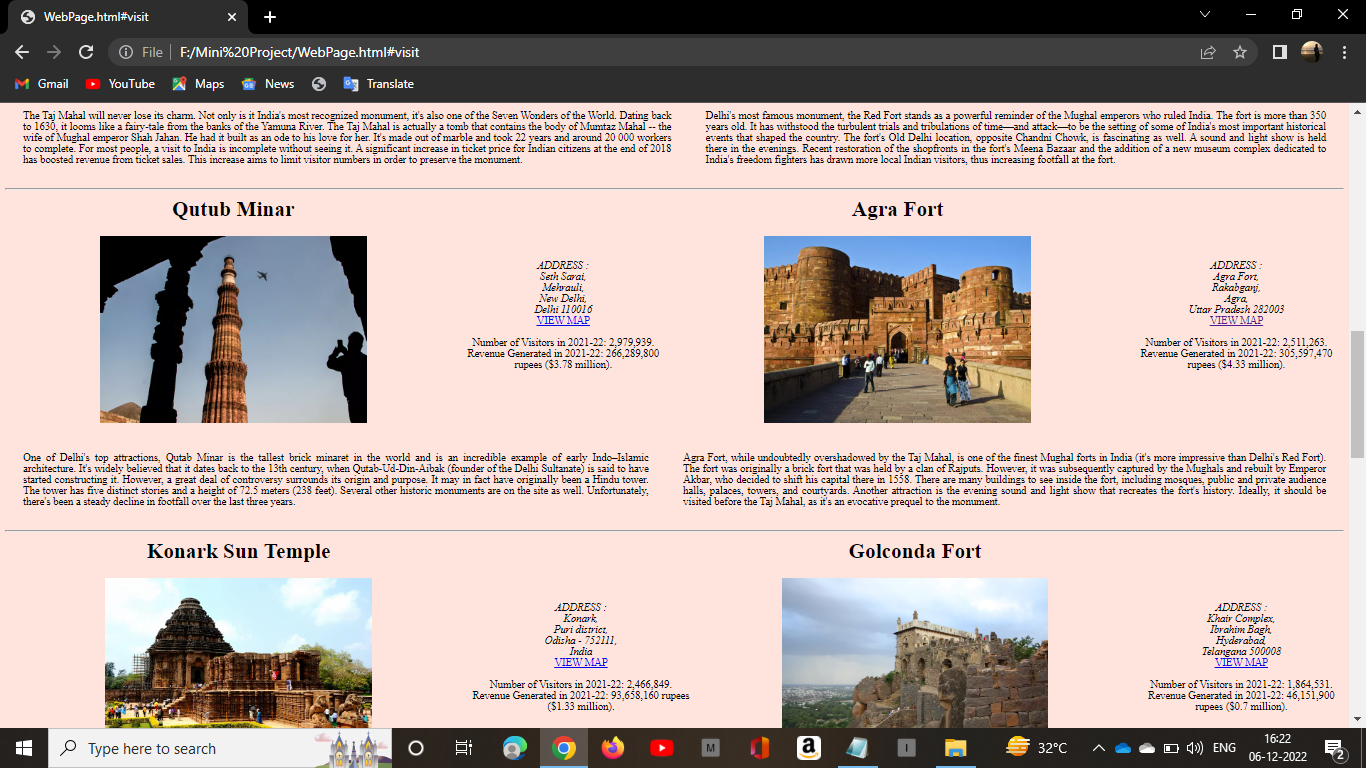 WebPage.html#visit
File
F:/Mini%20Project/WebPage.html#visit
Gmail
YouTube
Maps
News
Translate
The Taj Mahal will never lose its charm. Not only is it India's most recognized monument, it's also one of the Seven Wonders of the World. Dating back
to 1630, it looms like a fairy-tale from the banks of the Yamuna River. The Taj Mahal is actually a tomb that contains the body of Mumtaz Mahal -- the
wife of Mughal emperor Shah Jahan. He had it built as an ode to his love for her. It's made out of marble and took 22 years and around 20 000 workers
to complete. For most people, a visit to India is incomplete without seeing it. A significant increase in ticket price for Indian citizens at the end of 2018
has boosted revenue from ticket sales. This increase aims to limit visitor numbers in order to preserve the monument.
Delhi's most famous monument, the Red Fort stands as a powerful reminder of the Mughal emperors who ruled India. The fort is more than 350
years old. It has withstood the turbulent trials and tribulations of time—and attack—to be the setting of some of India's most important historical
events that shaped the country. The fort's Old Delhi location, opposite Chandni Chowk, is fascinating as well. A sound and light show is held
there in the evenings. Recent restoration of the shopfronts in the fort's Meena Bazaar and the addition of a new museum complex dedicated to
India's freedom fighters has drawn more local Indian visitors, thus increasing footfall at the fort.
Qutub Minar
ADDRESS :
Seth Sarai,
Mehrauli,
New Delhi,
Delhi 110016
VIEW MAP
Number of Visitors in 2021-22: 2,979,939.
Revenue Generated in 2021-22: 266,289,800
rupees ($3.78 million).
One of Delhi's top attractions, Qutab Minar is the tallest brick minaret in the world and is an incredible example of early Indo–Islamic
architecture. It's widely believed that it dates back to the 13th century, when Qutab-Ud-Din-Aibak (founder of the Delhi Sultanate) is said to have
started constructing it. However, a great deal of controversy surrounds its origin and purpose. It may in fact have originally been a Hindu tower.
The tower has five distinct stories and a height of 72.5 meters (238 feet). Several other historic monuments are on the site as well. Unfortunately,
there's been a steady decline in footfall over the last three years.
Agra Fort
ADDRESS :
Agra Fort,
Rakabganj,
Agra,
Uttar Pradesh 282003
VIEW MAP
Number of Visitors in 2021-22: 2,511,263.
Revenue Generated in 2021-22: 305,597,470
rupees ($4.33 million).
Agra Fort, while undoubtedly overshadowed by the Taj Mahal, is one of the finest Mughal forts in India (it's more impressive than Delhi's Red Fort).
The fort was originally a brick fort that was held by a clan of Rajputs. However, it was subsequently captured by the Mughals and rebuilt by Emperor
Akbar, who decided to shift his capital there in 1558. There are many buildings to see inside the fort, including mosques, public and private audience
halls, palaces, towers, and courtyards. Another attraction is the evening sound and light show that recreates the fort's history. Ideally, it should be
visited before the Taj Mahal, as it's an evocative prequel to the monument.
Konark Sun Temple
ADDRESS :
Konark,
Puri district,
Odisha - 752111,
India
VIEW MAP
Number of Visitors in 2021-22: 2,466,849.
Revenue Generated in 2021-22: 93,658,160 rupees
($1.33 million).
Golconda Fort
ADDRESS :
Khair Complex,
Ibrahim Bagh,
Hyderabad,
Telangana 500008
VIEW MAP
Number of Visitors in 2021-22: 1,864,531.
Revenue Generated in 2021-22: 46,151,900
rupees ($0.7 million).
Type here to search
M
a
I
32°C
ENG
16:22
06-12-2022
2